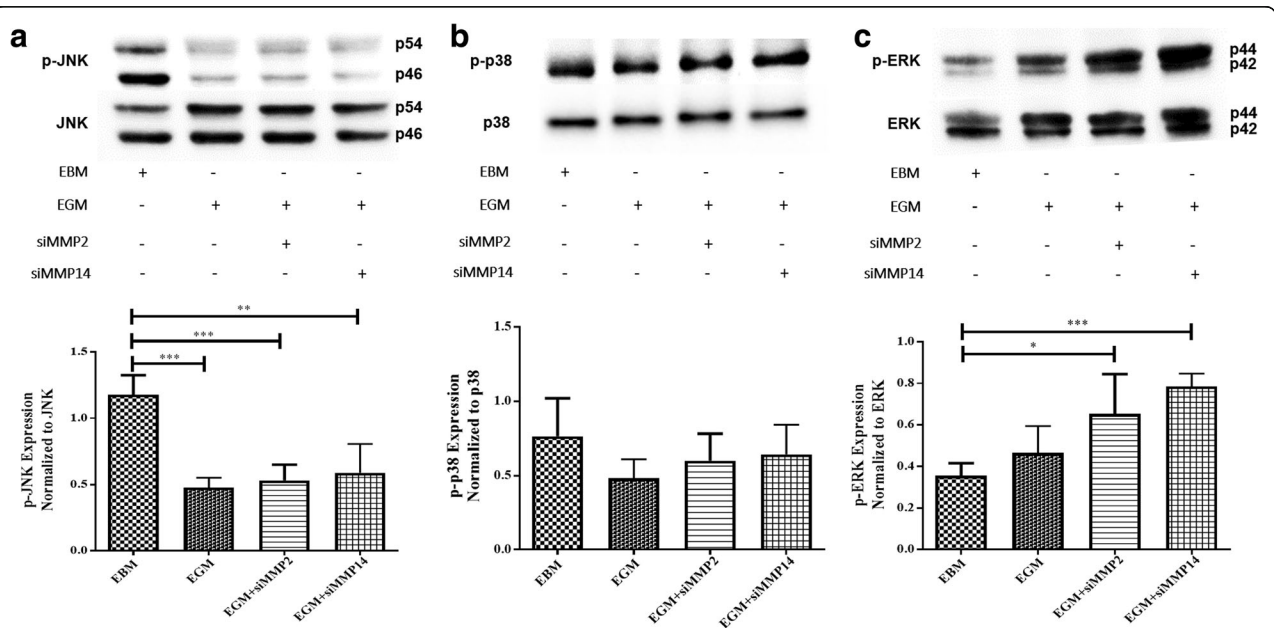 a
p-JNK
p54
p46
JNK
p54
p46
EBM + - - -
EGM - + + +
siMMP2 - - + -
siMMP14 - - - +
**
***
***
p-JNK Expression
Normalized to JNK
1.5
1.0
0.5
0.0
EBM
EGM
EGM+siMMP2
EGM+siMMP14
b
p-p38
p38
EBM + - - -
EGM - + + +
siMMP2 - - + -
siMMP14 - - - +
p-p38 Expression
Normalized to p38
1.5
1.0
0.5
0.0
EBM
EGM
EGM+siMMP2
EGM+siMMP14
c
p-ERK
p44
p42
ERK
p44
p42
EBM + - - -
EGM - + + +
siMMP2 - - + -
siMMP14 - - - +
***
*
p-ERK Expression
Normalized to ERK
1.0
0.8
0.6
0.4
0.2
0.0
EBM
EGM
EGM+siMMP2
EGM+siMMP14